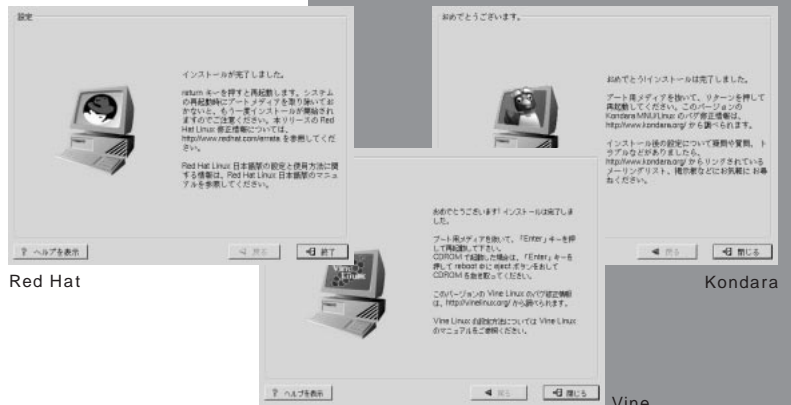 設定
インストールが完了しました。
return キーを押すと再起動します。システム
の再起動時にブートメディアを取り除いてお
かないと、もう一度インストールが開始され
ますのでご注意ください。本リリースの Red
Hat Linux 修正情報については、
http://www.redhat.com/errata を参照してくだ
さい。
Red Hat Linux 日本語版の設定と使用方法に関
する情報は、Red Hat Linux 日本語版のマニュ
アルを参照してください。
? ヘルプを表示
戻る
終了
Red Hat
おめでとうございます。
おめでとう!インストールは完了しました。
ブート用メディアを抜いて、リターンを押して
再起動してください。このバージョンの
Kondara MNU/Linux のバグ修正情報は、
http://www.kondara.org/ から調べられます。
インストール後の設定について疑問や質問、ト
ラブルなどがありましたら、
http://www.kondara.org/ からリンクされている
メーリングリスト、掲示板などにお気軽に お尋
ねください。
戻る
閉じる
Kondara
Vine
Linux
おめでとうございます! インストールは完了しま
した。
ブート用メディアを抜いて、「Enter」キーを押
して再起動して下さい。
CDROM で起動した場合は、「Enter」キーを
押して reboot 中に eject ボタンをおして
CDROM を抜き取ってください。
このバージョンの Vine Linux のバグ修正情報
は、http://vinelinux.org/ から調べられます。
Vine Linux の設定方法については Vine Linux
のマニュアルをご参照ください。
? ヘルプを表示
戻る
閉じる
Vine